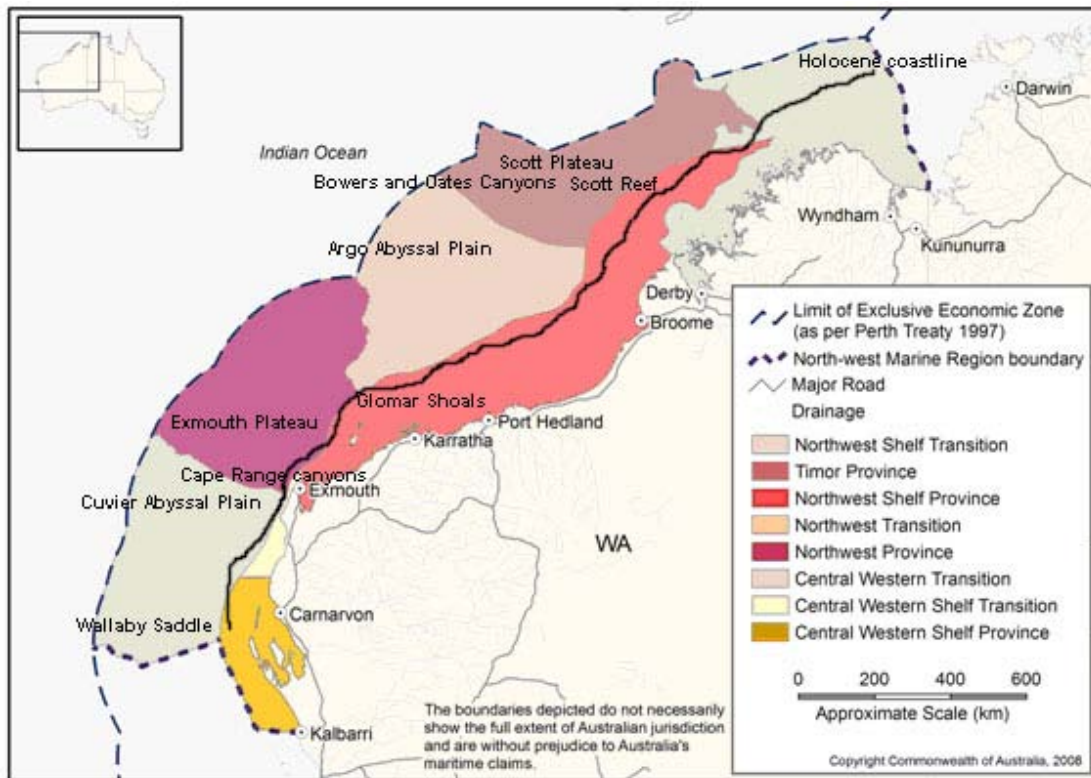 Holocene coastline
Darwin
Indian Ocean
Scott Plateau
Bowers and Oates Canyons
Scott Reef
Wyndham
Kununurra
Argo Abyssal Plain
Derby
Broome
Glomar Shoals
Port Hedland
Exmouth Plateau
Karratha
Cape Range canyons
Exmouth
Cuvier Abyssal Plain
WA
Carnarvon
Wallaby Saddle
Kalbarri
Limit of Exclusive Economic Zone
(as per Perth Treaty 1997)
North-west Marine Region boundary
Major Road
Drainage
Northwest Shelf Transition
Timor Province
Northwest Shelf Province
Northwest Transition
Northwest Province
Central Western Transition
Central Western Shelf Transition
Central Western Shelf Province
0 200 400 600
Approximate Scale (km)
The boundaries depicted do not necessarily
show the full extent of Australian jurisdiction
and are without prejudice to Australia's
maritime claims.
Copyright Commonwealth of Australia, 2008